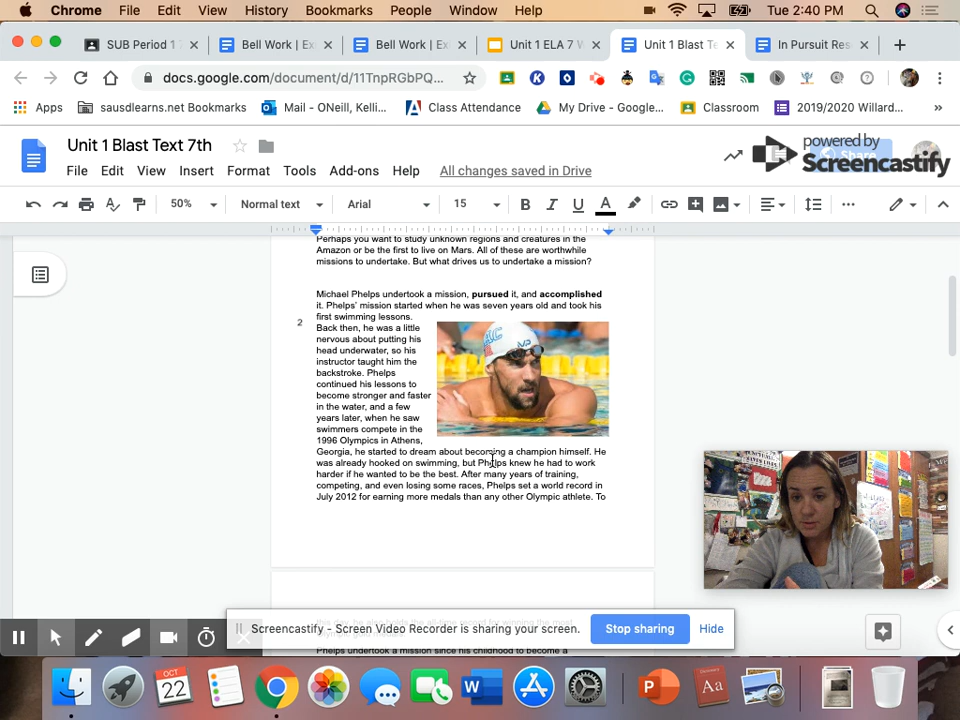 Chrome File Edit View History Bookmarks People Window Help Tue 2:40 PM
SUB Period 1 Bell Work | Ex Bell Work | Ex Unit 1 ELA 7 W Unit 1 Blast Te In Pursuit Res
docs.google.com/document/d/11TnpRGbPQ...
Apps sausdlearns.net Bookmarks Mail - ONeill, Kelli... Class Attendance My Drive - Google... Classroom 2019/2020 Willard... »
Unit 1 Blast Text 7th
powered by
Screencastify
Share
File Edit View Insert Format Tools Add-ons Help All changes saved in Drive
50% Normal text Arial 15 B I U A
Perhaps you want to study unknown regions and creatures in the
Amazon or be the first to live on Mars. All of these are worthwhile
missions to undertake. But what drives us to undertake a mission?
Michael Phelps undertook a mission, pursued it, and accomplished
it. Phelps' mission started when he was seven years old and took his
first swimming lessons.
2
Back then, he was a little
nervous about putting his
head underwater, so his
instructor taught him the
backstroke. Phelps
continued his lessons to
become stronger and faster
in the water, and a few
years later, when he saw
swimmers compete in the
1996 Olympics in Athens,
Georgia, he started to dream about becoming a champion himself. He
was already hooked on swimming, but Phelps knew he had to work
harder if he wanted to be the best. After many years of training,
competing, and even losing some races, Phelps set a world record in
July 2012 for earning more medals than any other Olympic athlete. To
MP
Screencastify - Screen Video Recorder is sharing your screen. Stop sharing Hide
Phelps undertook a mission since his childhood to become a
OCT
22
W
P
Aa